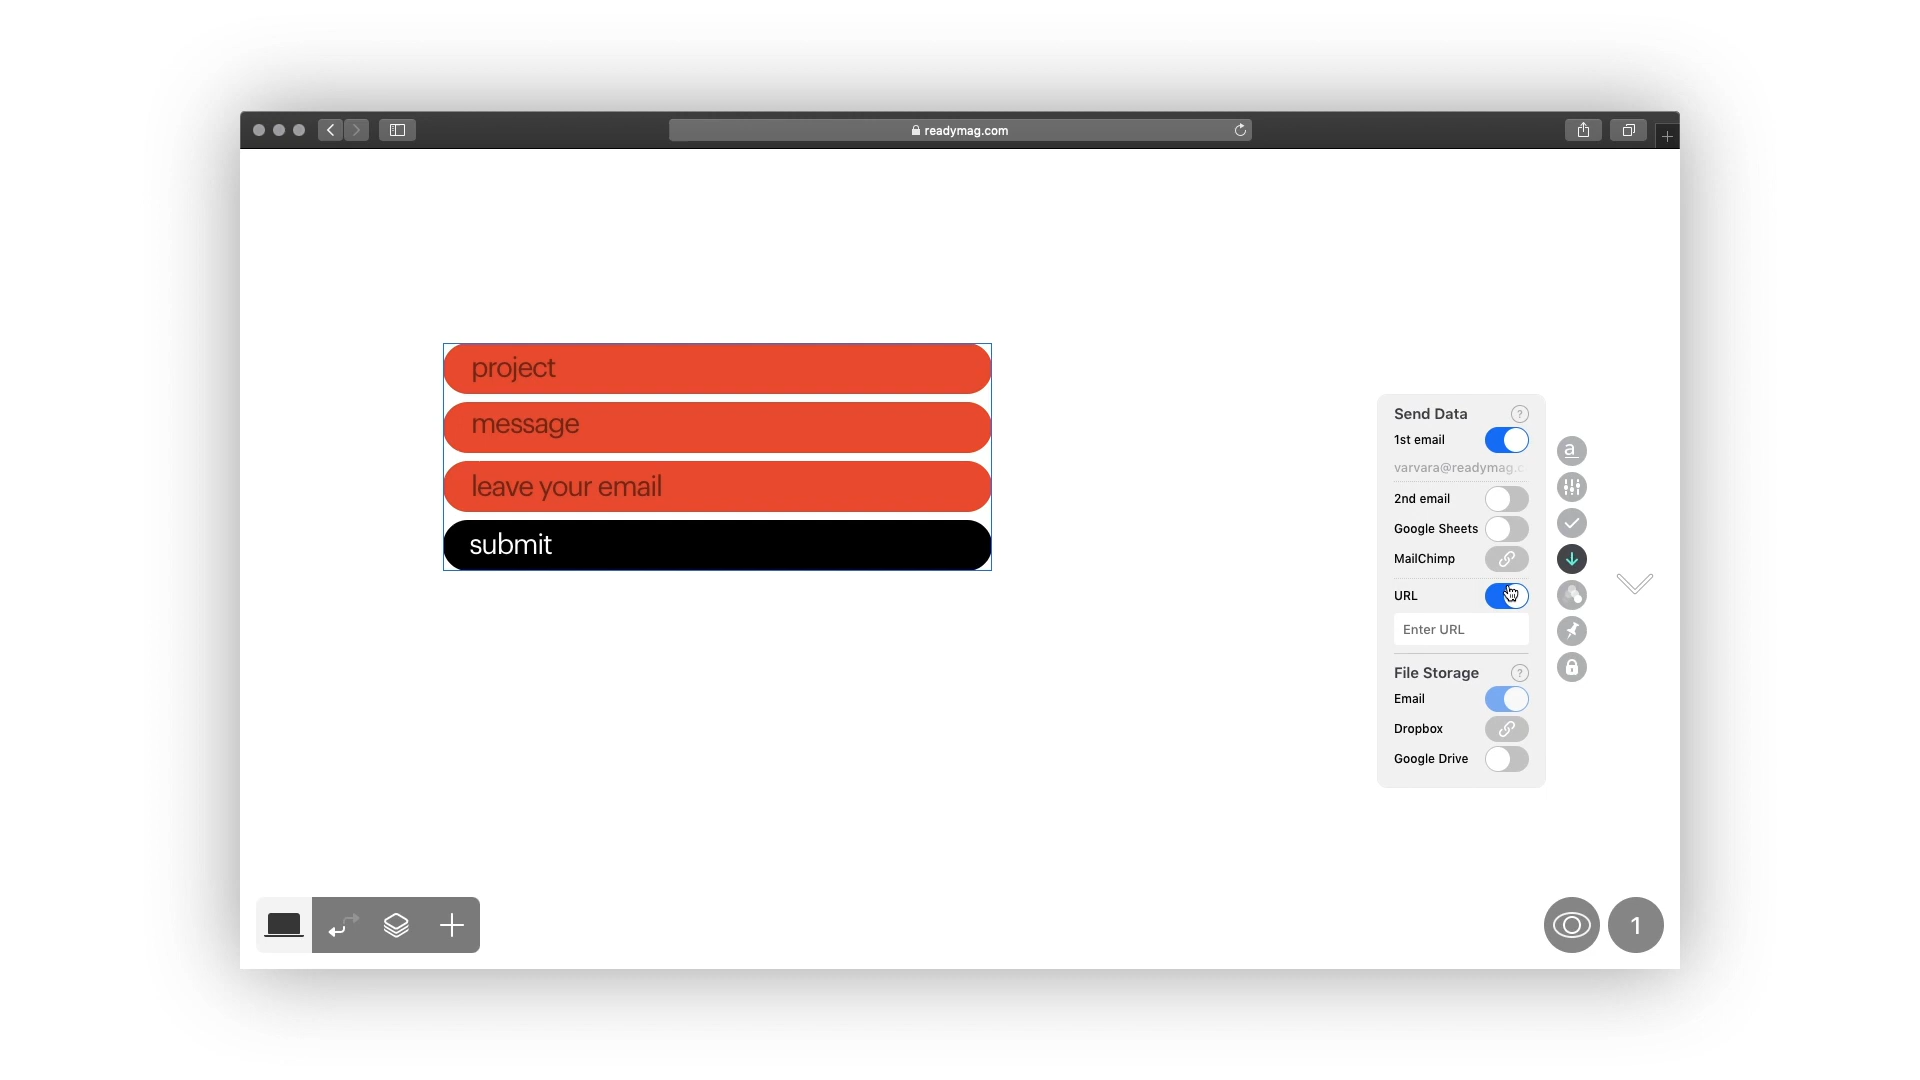 readymag.com
project
message
leave your email
submit
Send Data ?
1st email
varvara@readymag.c
2nd email
Google Sheets
MailChimp
URL
Enter URL
File Storage ?
Email
Dropbox
Google Drive
a
1